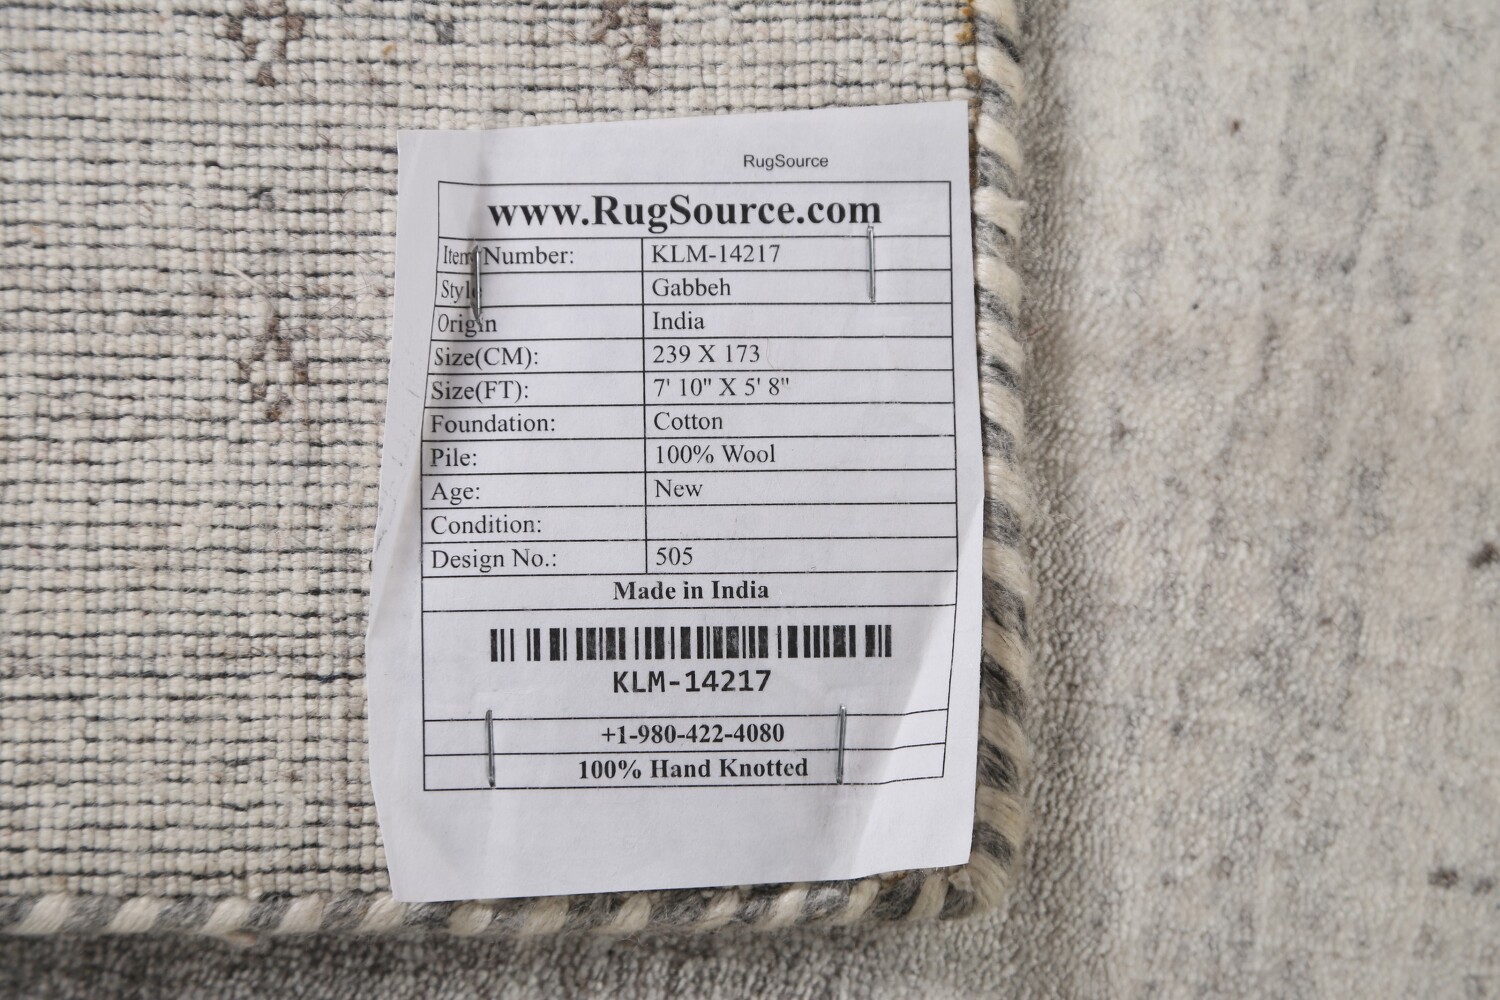 RugSource
www.RugSource.com
Item Number: KLM-14217
Style Gabbeh
Origin India
Size(CM): 239 X 173
Size(FT): 7' 10" X 5' 8"
Foundation: Cotton
Pile: 100% Wool
Age: New
Condition:
Design No.: 505
Made in India
KLM-14217
+1-980-422-4080
100% Hand Knotted